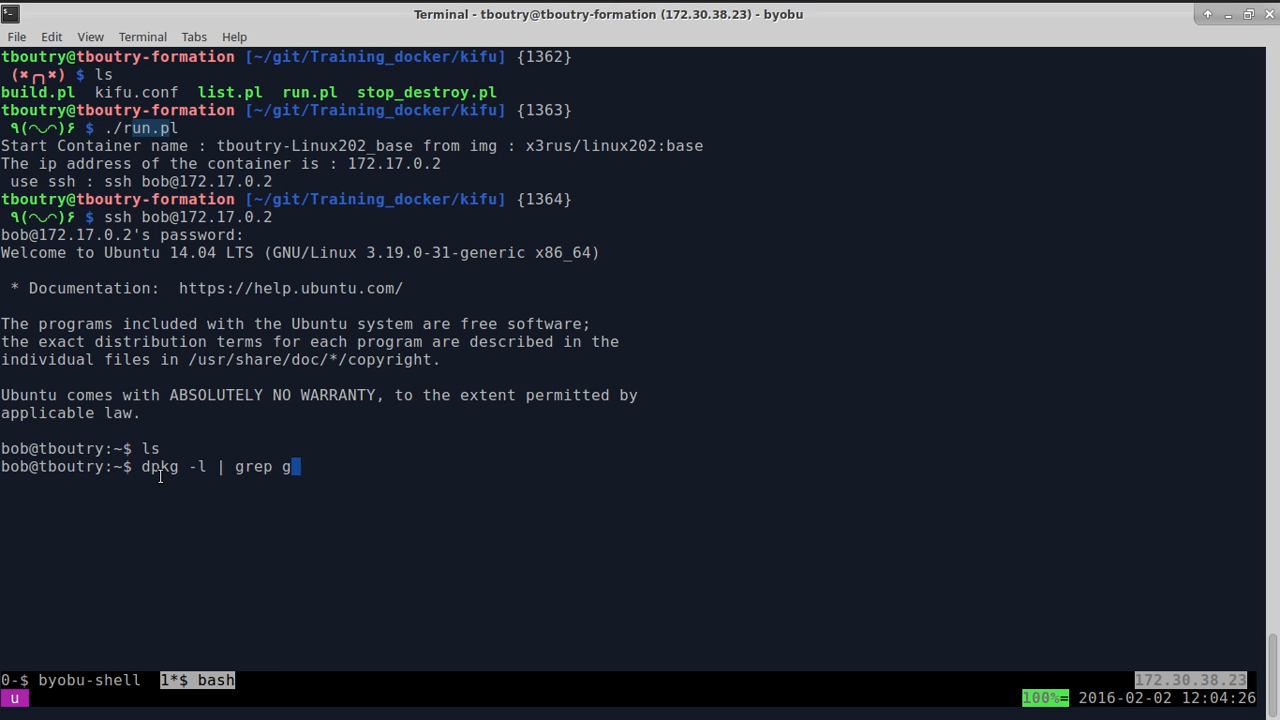 Terminal - tboutry@tboutry-formation (172.30.38.23) - byobu
File Edit View Terminal Tabs Help
tboutry@tboutry-formation [~/git/Training_docker/kifu] {1362}
(✖╭╮✖) $ ls
build.pl kifu.conf list.pl run.pl stop_destroy.pl
tboutry@tboutry-formation [~/git/Training_docker/kifu] {1363}
٩(◠◡◠)۶ $ ./run.pl
Start Container name : tboutry-Linux202_base from img : x3rus/linux202:base
The ip address of the container is : 172.17.0.2
use ssh : ssh bob@172.17.0.2
tboutry@tboutry-formation [~/git/Training_docker/kifu] {1364}
٩(◠◡◠)۶ $ ssh bob@172.17.0.2
bob@172.17.0.2's password:
Welcome to Ubuntu 14.04 LTS (GNU/Linux 3.19.0-31-generic x86_64)
* Documentation: https://help.ubuntu.com/
The programs included with the Ubuntu system are free software;
the exact distribution terms for each program are described in the
individual files in /usr/share/doc/*/copyright.
Ubuntu comes with ABSOLUTELY NO WARRANTY, to the extent permitted by
applicable law.
bob@tboutry:~$ ls
bob@tboutry:~$ dpkg -l | grep g
0-$ byobu-shell 1*$ bash 172.30.38.23
u 100%= 2016-02-02 12:04:26